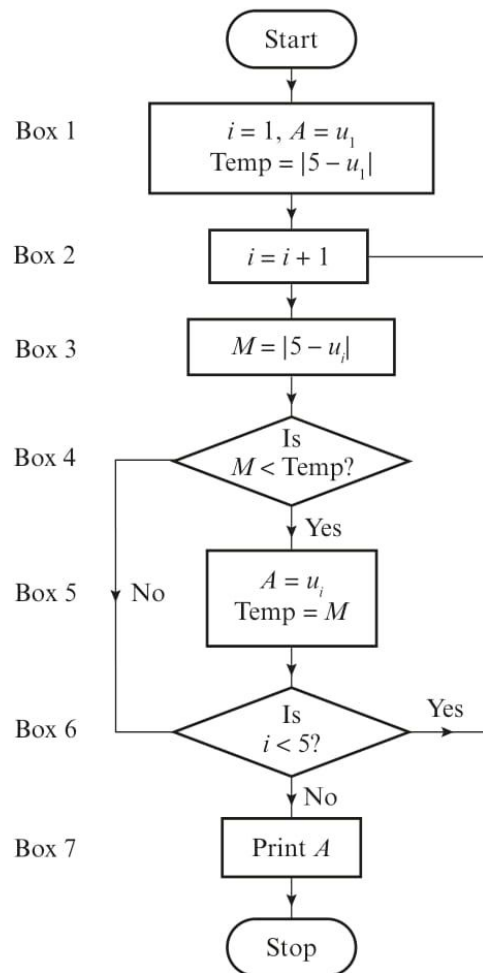 Start
Box 1
i = 1, A = u₁
Temp = |5 – u₁|
Box 2
i = i + 1
Box 3
M = |5 – uᵢ|
Box 4
Is
M < Temp?
Yes
No
Box 5
A = uᵢ
Temp = M
Box 6
Is
i < 5?
Yes
No
Box 7
Print A
Stop